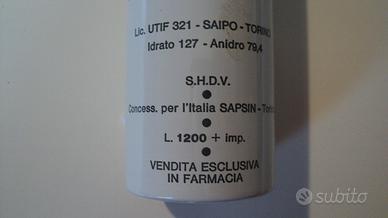 Lic. UTIF 321 - SAIPO - TORINO
Idrato 127 - Anidro 79,4
S.H.D.V.
Concess. per l'Italia SAPSIN - Torino
L. 1200 + imp.
VENDITA ESCLUSIVA
IN FARMACIA
subito